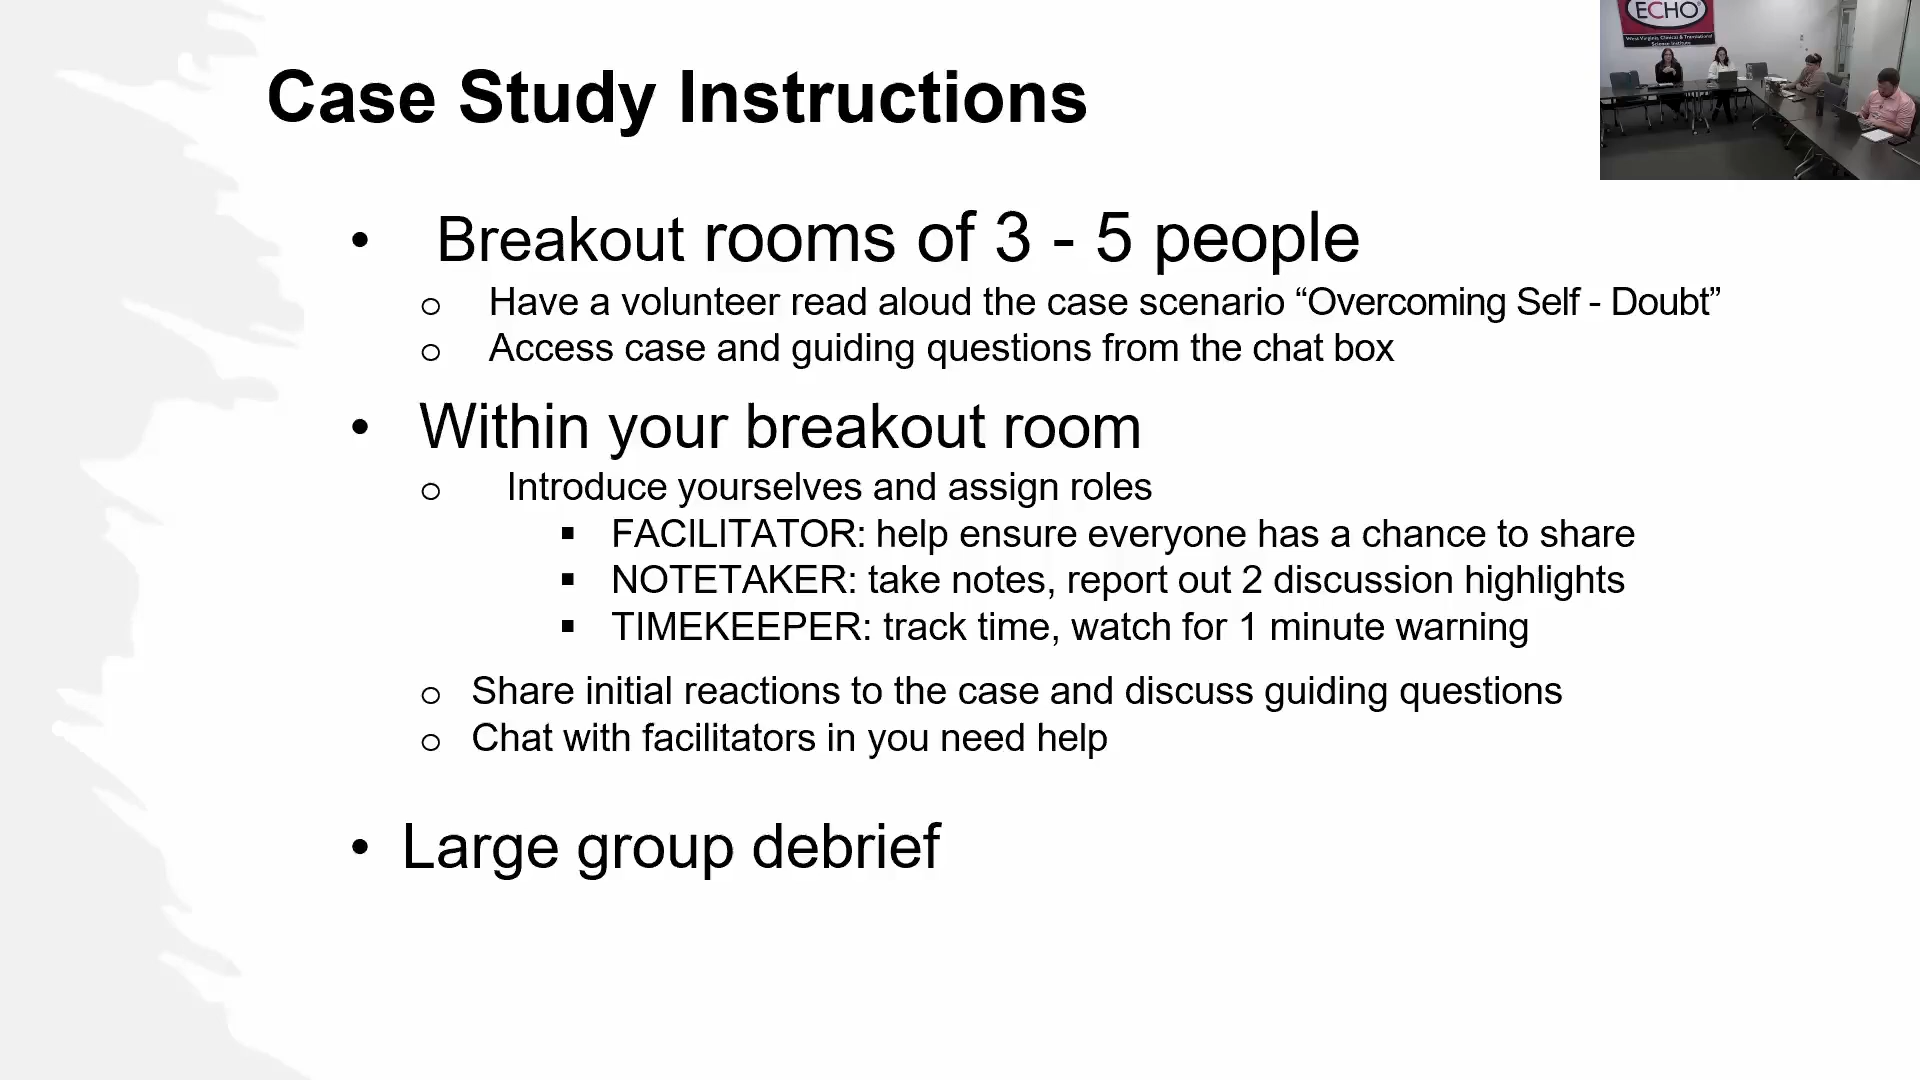 Case Study Instructions
• Breakout rooms of 3 - 5 people
o Have a volunteer read aloud the case scenario “Overcoming Self - Doubt”
o Access case and guiding questions from the chat box
• Within your breakout room
o Introduce yourselves and assign roles
▪ FACILITATOR: help ensure everyone has a chance to share
▪ NOTETAKER: take notes, report out 2 discussion highlights
▪ TIMEKEEPER: track time, watch for 1 minute warning
o Share initial reactions to the case and discuss guiding questions
o Chat with facilitators in you need help
• Large group debrief
ECHO
West Virginia Clinical & Translational
Science Institute